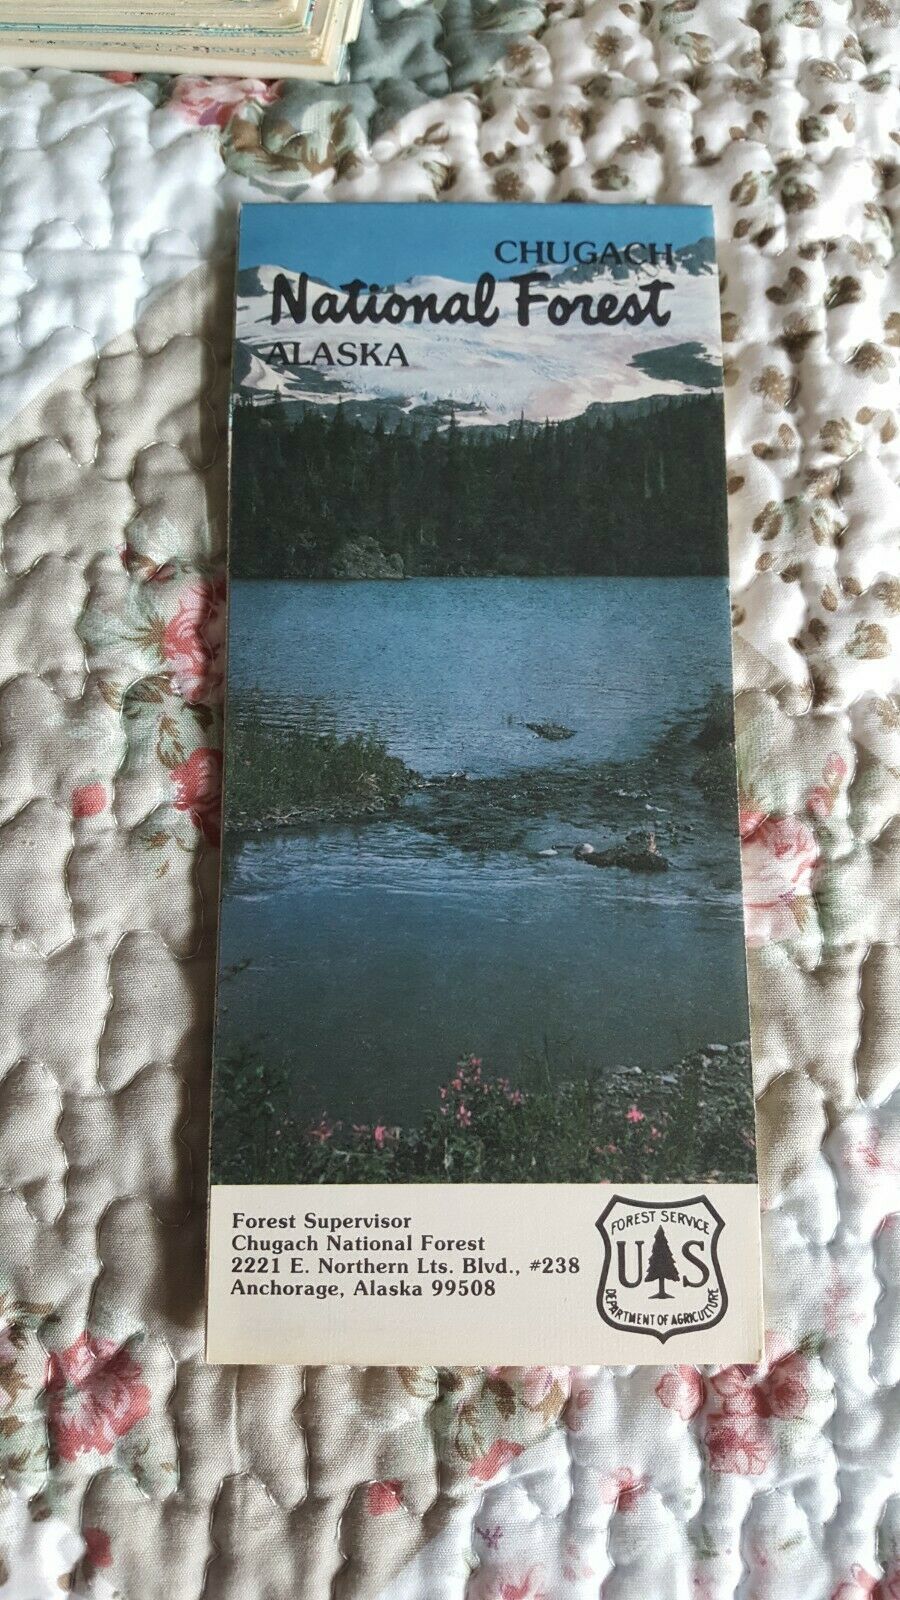 CHUGACH
National Forest
ALASKA
Forest Supervisor
Chugach National Forest
2221 E. Northern Lts. Blvd., #238
Anchorage, Alaska 99508
FOREST SERVICE
U S
DEPARTMENT OF AGRICULTURE